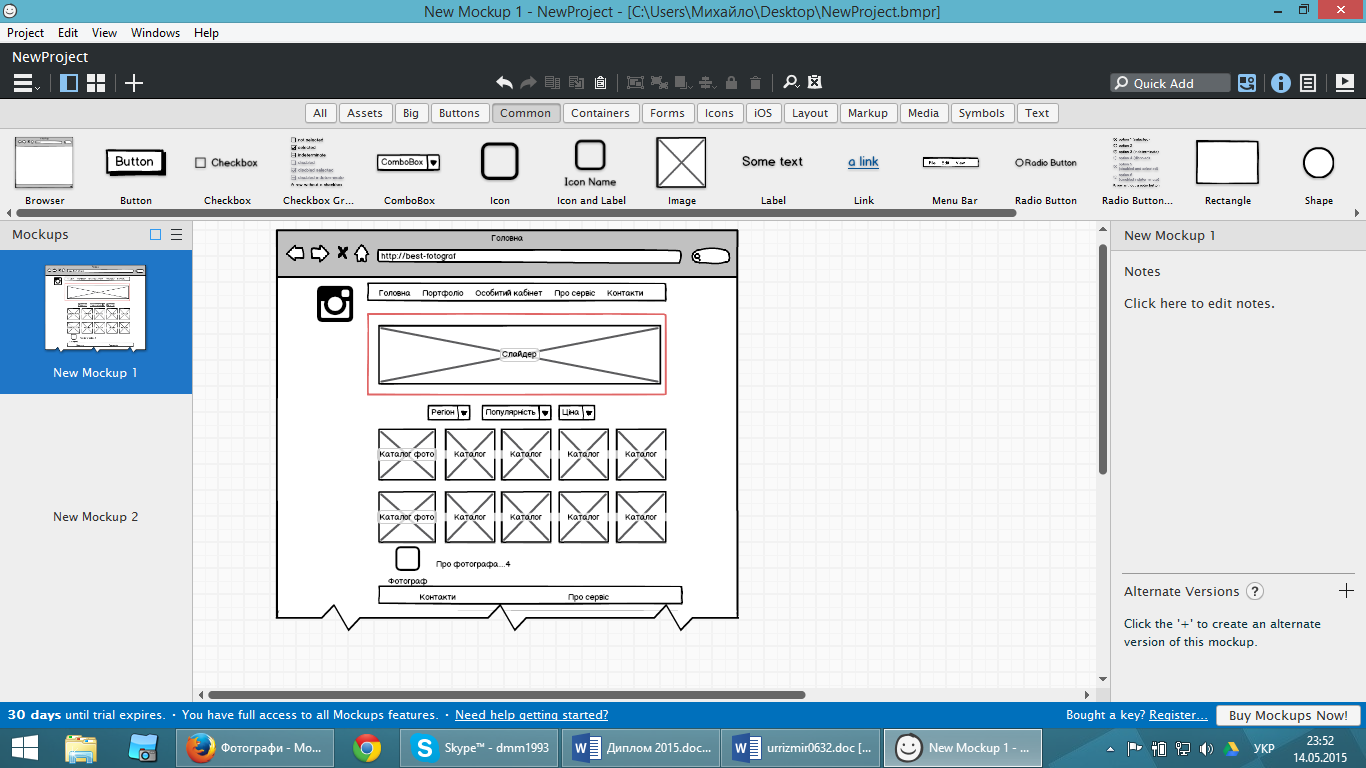 New Mockup 1 - NewProject - [C:\Users\Михайло\Desktop\NewProject.bmpr]
Project Edit View Windows Help
NewProject
Quick Add
All Assets Big Buttons Common Containers Forms Icons iOS Layout Markup Media Symbols Text
Button Checkbox ComboBox Icon Name Some text a link Radio Button
Browser Button Checkbox Checkbox Gr... ComboBox Icon Icon and Label Image Label Link Menu Bar Radio Button Radio Button... Rectangle Shape
Mockups
New Mockup 1
New Mockup 2
Головна
http://best-fotograf
Головна Портфоліо Особитий кабінет Про сервіс Контакти
Слайдер
Регіон Популярність Ціна
Каталог фото Каталог Каталог Каталог Каталог
Каталог фото Каталог Каталог Каталог Каталог
Про фотографа...4
Фотограф
Контакти Про сервіс
New Mockup 1
Notes
Click here to edit notes.
Alternate Versions ?
Click the '+' to create an alternate
version of this mockup.
30 days until trial expires. · You have full access to all Mockups features. · Need help getting started?
Bought a key? Register... Buy Mockups Now!
Фотографи - Mo... Skype™ - dmm1993 Диплом 2015.doc... urrizmir0632.doc [... New Mockup 1 - ... УКР
23:52
14.05.2015